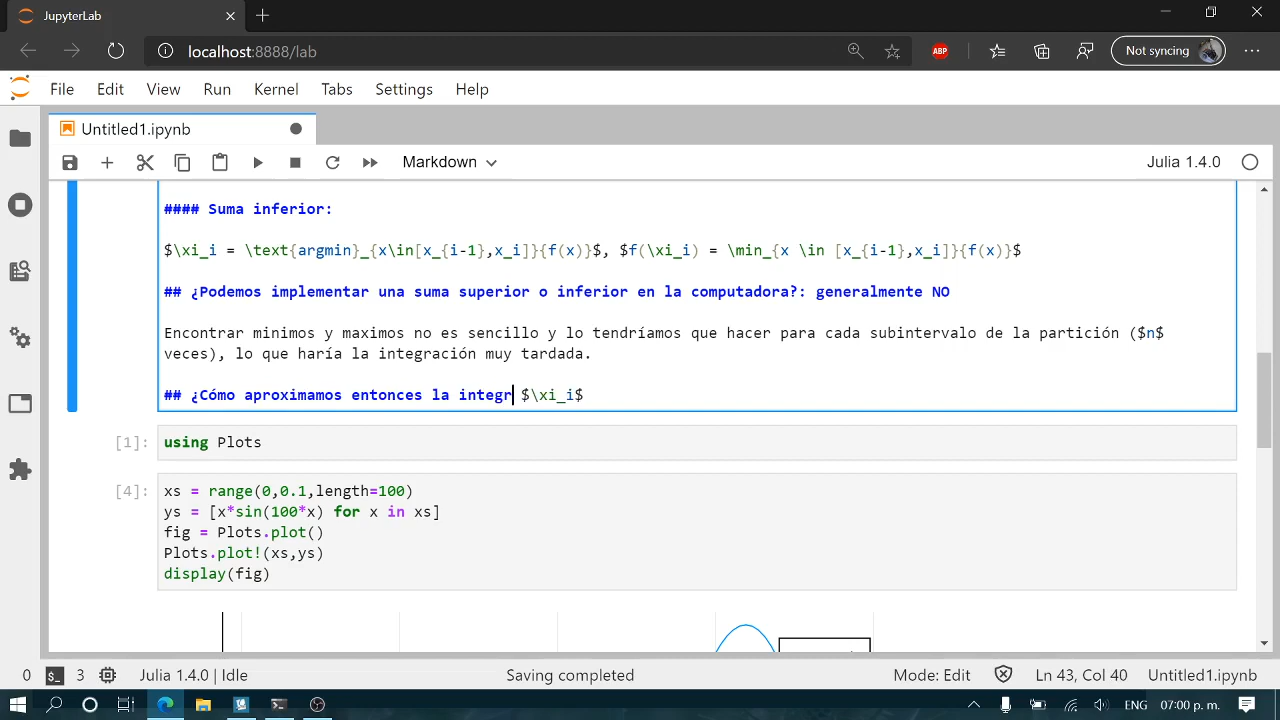 JupyterLab
localhost:8888/lab
ABP
Not syncing
File Edit View Run Kernel Tabs Settings Help
Untitled1.ipynb
Markdown
Julia 1.4.0
#### Suma inferior:
$\xi_i = \text{argmin}_{x\in[x_{i-1},x_i]}{f(x)}$, $f(\xi_i) = \min_{x \in [x_{i-1},x_i]}{f(x)}$
## ¿Podemos implementar una suma superior o inferior en la computadora?: generalmente NO
Encontrar minimos y maximos no es sencillo y lo tendríamos que hacer para cada subintervalo de la partición ($n$
veces), lo que haría la integración muy tardada.
## ¿Cómo aproximamos entonces la integr $\xi_i$
[1]: using Plots
[4]: xs = range(0,0.1,length=100)
ys = [x*sin(100*x) for x in xs]
fig = Plots.plot()
Plots.plot!(xs,ys)
display(fig)
0 $_ 3 Julia 1.4.0 | Idle Saving completed Mode: Edit Ln 43, Col 40 Untitled1.ipynb
ENG 07:00 p. m.